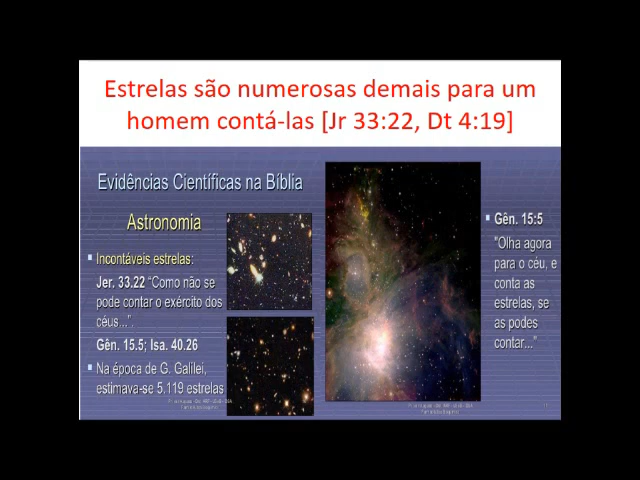 Estrelas são numerosas demais para um
homem contá-las [Jr 33:22, Dt 4:19]
Evidências Científicas na Bíblia
Astronomia
Incontáveis estrelas:
Jer. 33.22 “Como não se
pode contar o exército dos
céus...”.
Gên. 15.5; Isa. 40.26
Na época de G. Galilei,
estimava-se 5.119 estrelas
Gên. 15:5
"Olha agora
para o céu, e
conta as
estrelas, se
as podes
contar..."